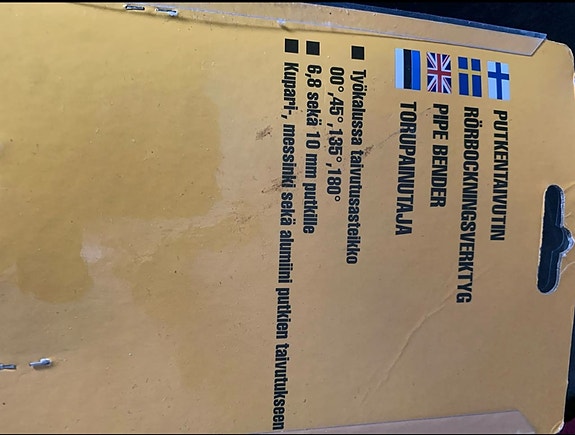 PUTKENTAIVUTIN
RÖRBOCKNINGSVERKTYG
PIPE BENDER
TORUPAINUTAJA
Työkalussa taivutusasteikko
00°,45°,135°,180°
6,8 sekä 10 mm putkille
Kupari-, messinki sekä alumiini putkien taivutukseen